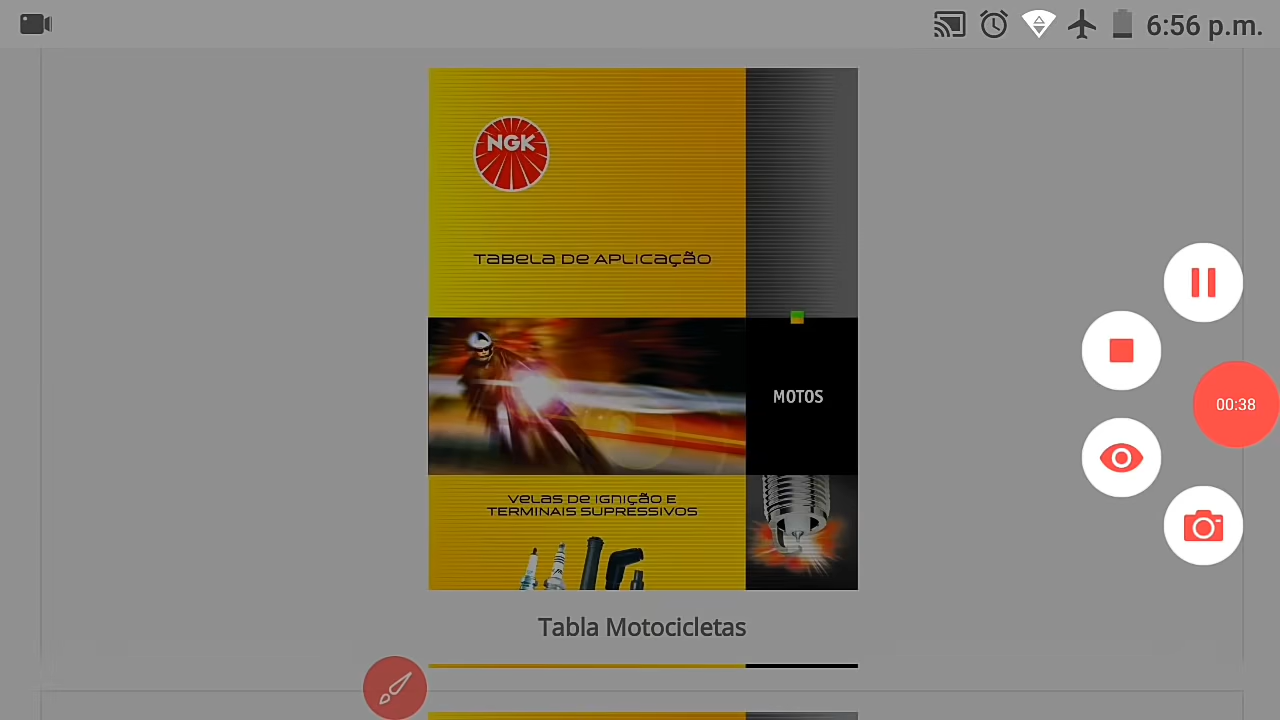 6:56 p.m.
NGK
TABELA DE APLICAÇÃO
MOTOS
00:38
VELAS DE IGNIÇÃO E
TERMINAIS SUPRESSIVOS
Tabla Motocicletas